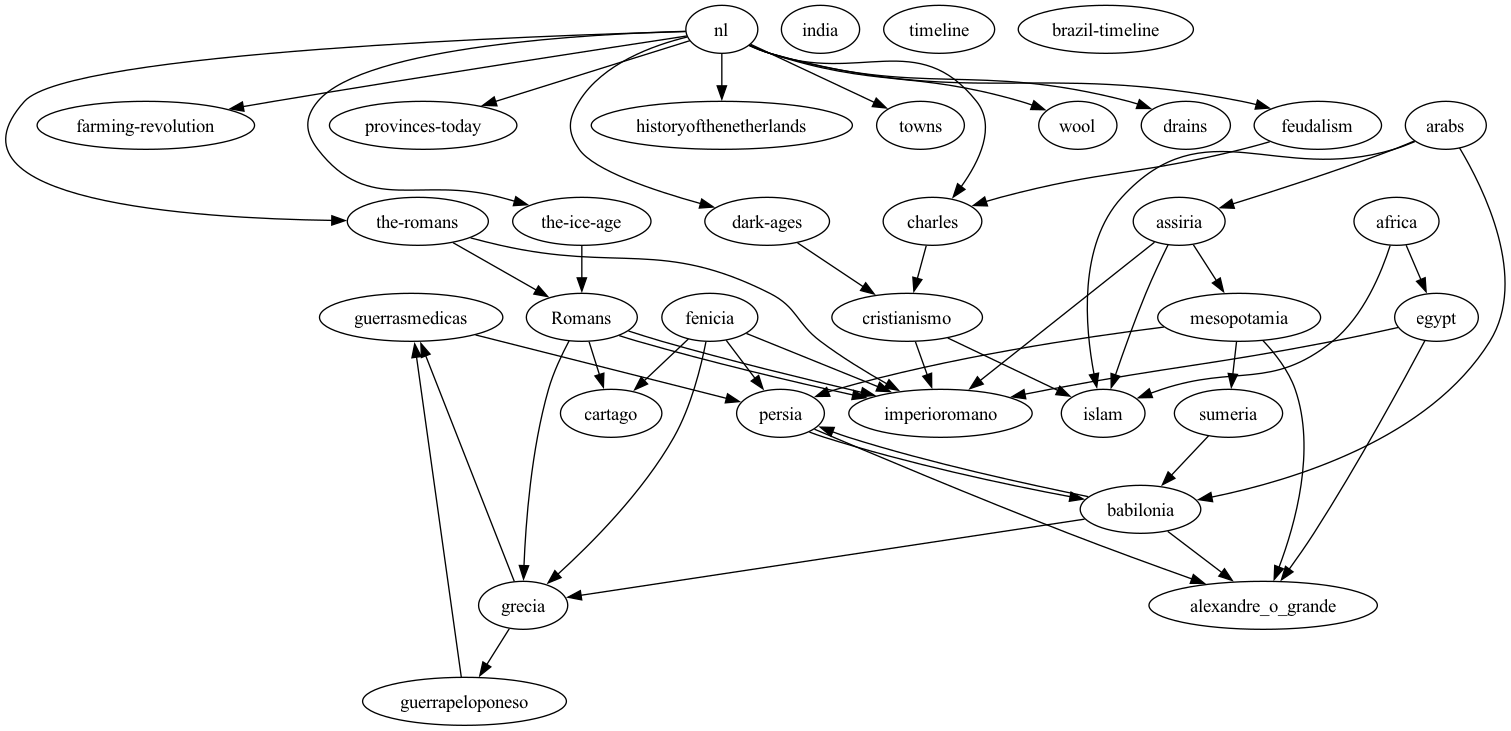 nl
india
timeline
brazil-timeline
farming-revolution
provinces-today
historyofthenetherlands
towns
wool
drains
feudalism
arabs
the-romans
the-ice-age
dark-ages
charles
assiria
africa
guerrasmedicas
Romans
fenicia
cristianismo
mesopotamia
egypt
cartago
persia
imperioromano
islam
sumeria
babilonia
grecia
alexandre_o_grande
guerrapeloponeso